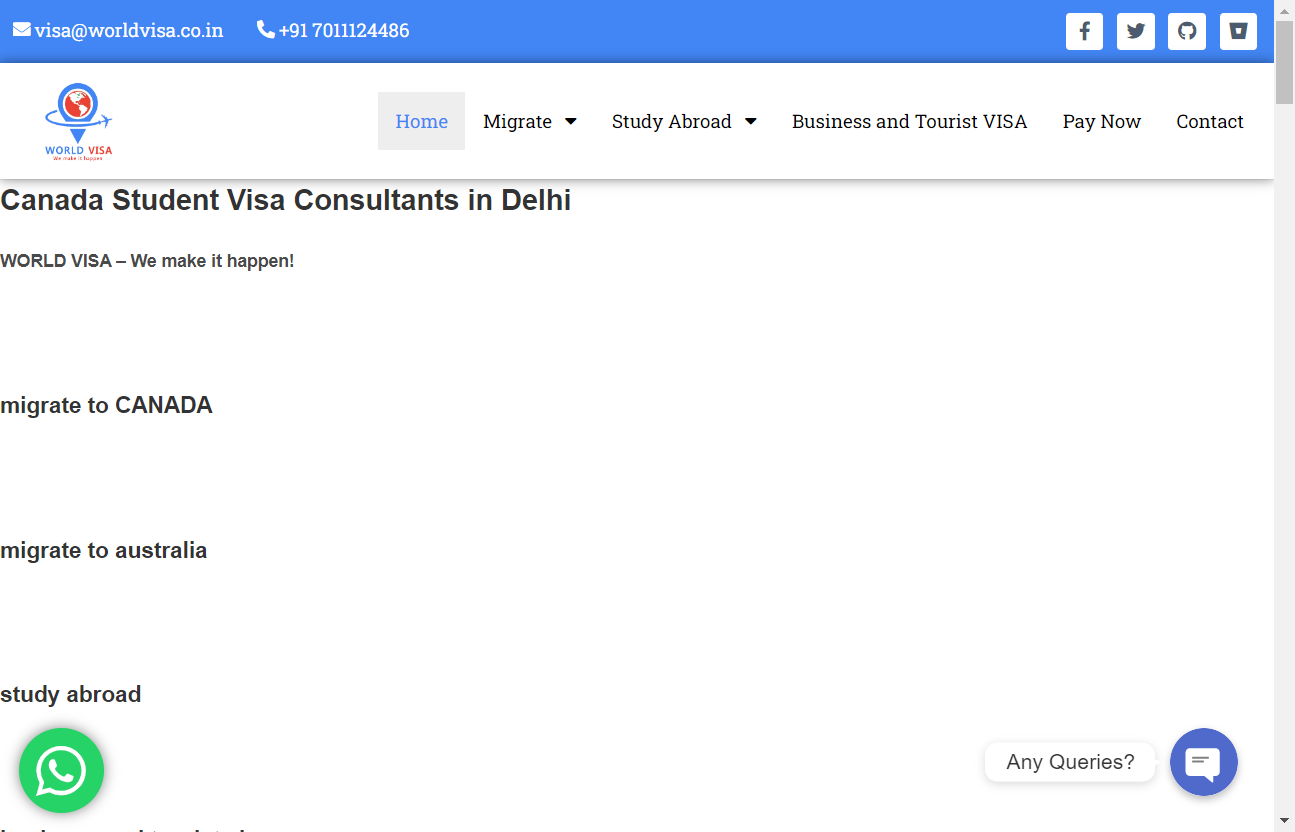 visa@worldvisa.co.in +91 7011124486
WORLD VISA
We make it happen
Home Migrate Study Abroad Business and Tourist VISA Pay Now Contact
Canada Student Visa Consultants in Delhi
WORLD VISA – We make it happen!
migrate to CANADA
migrate to australia
study abroad
Any Queries?